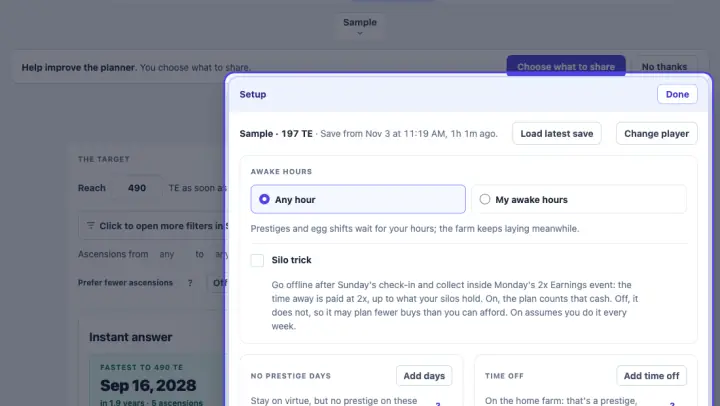 Sample
Help improve the planner. You choose what to share.
Choose what to share
No thanks
Setup
Done
Sample · 197 TE · Save from Nov 3 at 11:19 AM, 1h 1m ago.
Load latest save
Change player
THE TARGET
Reach 490 TE as soon as
Click to open more filters in S
Ascensions from any to any
Prefer fewer ascensions ? Off
Instant answer
FASTEST TO 490 TE
Sep 16, 2028
in 1.9 years · 5 ascensions
AWAKE HOURS
Any hour
My awake hours
Prestiges and egg shifts wait for your hours; the farm keeps laying meanwhile.
Silo trick
Go offline after Sunday's check-in and collect inside Monday's 2x Earnings event: the
time away is paid at 2x, up to what your silos hold. On, the plan counts that cash. Off, it
does not, so it may plan fewer buys than you can afford. On assumes you do it every
week.
NO PRESTIGE DAYS
Add days
Stay on virtue, but no prestige on these
?
TIME OFF
Add time off
On the home farm: that's a prestige,
?